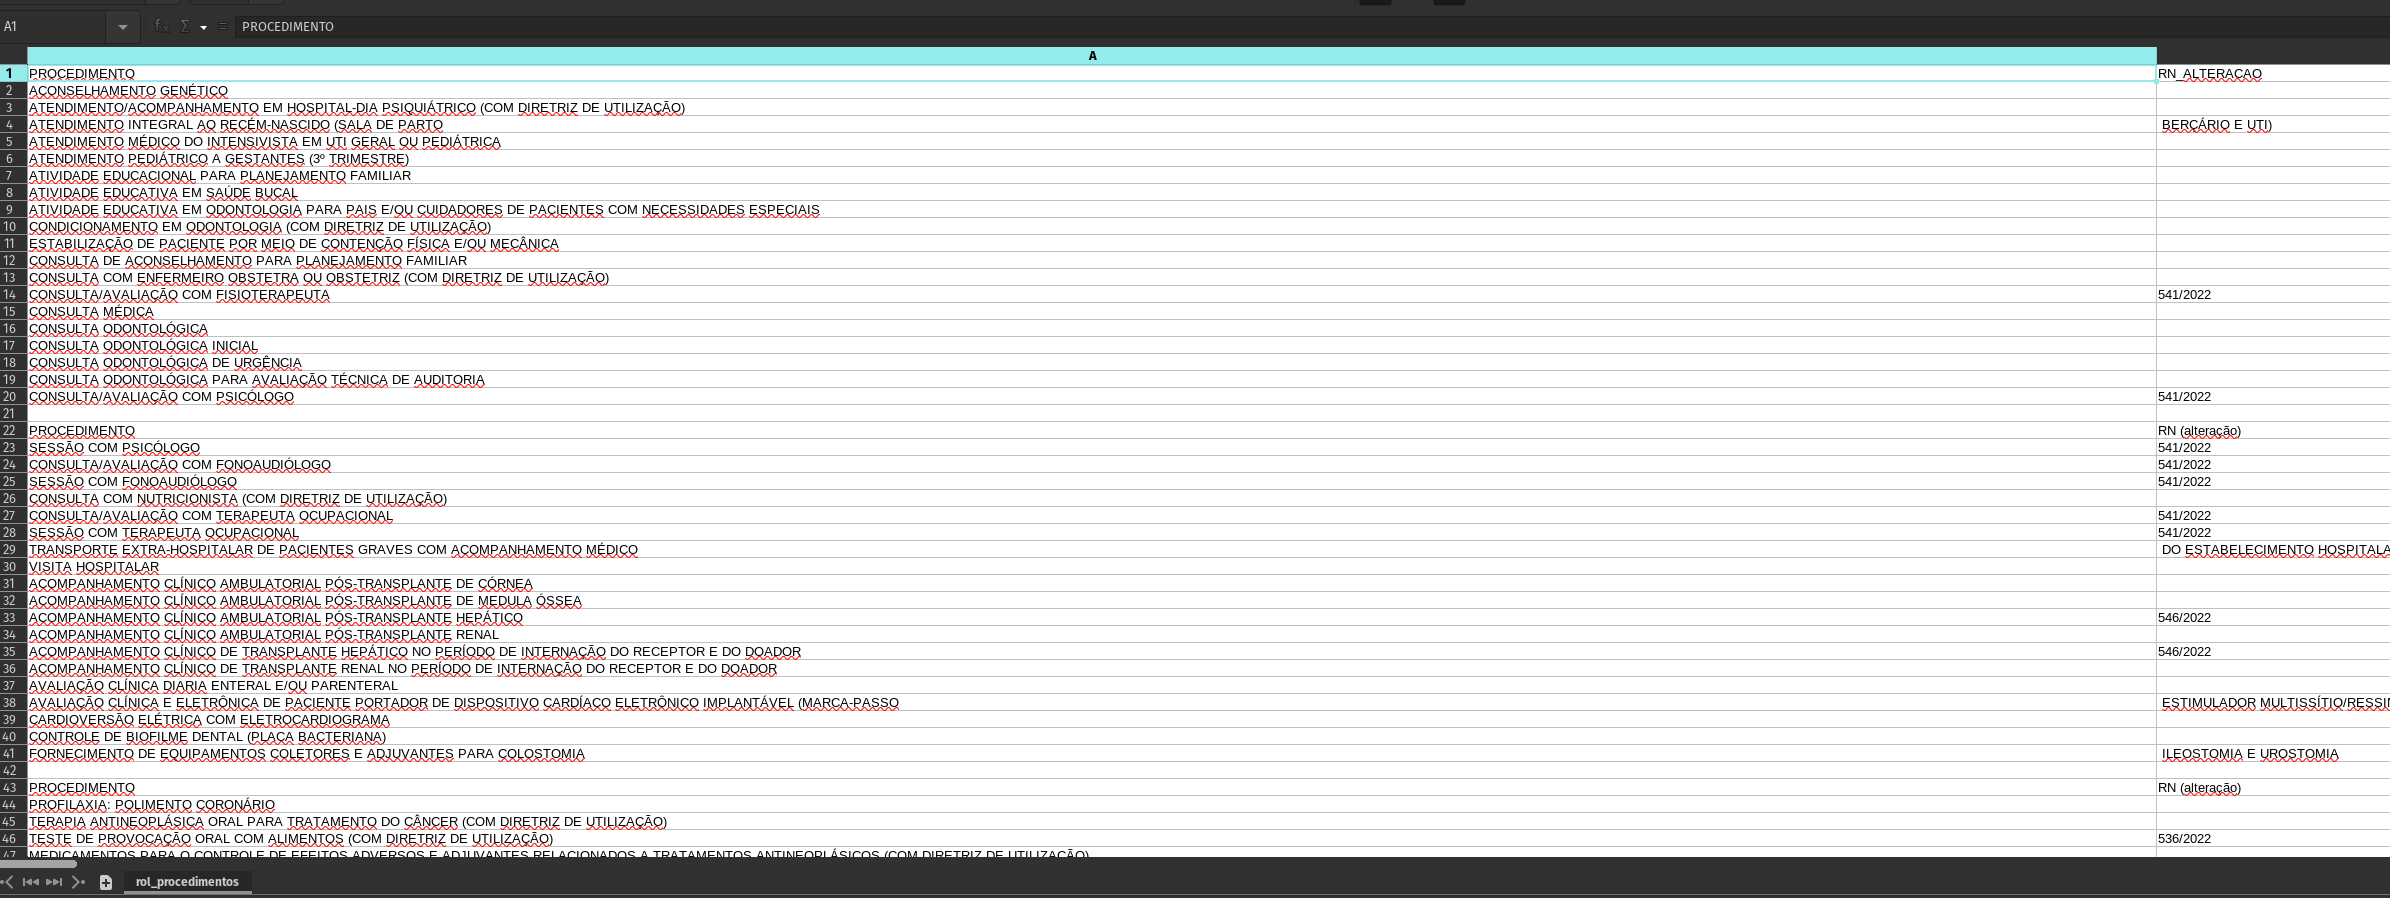 A1 fx Σ = PROCEDIMENTO
A
1 PROCEDIMENTO RN_ALTERACAO
2 ACONSELHAMENTO GENÉTICO
3 ATENDIMENTO/ACOMPANHAMENTO EM HOSPITAL-DIA PSIQUIÁTRICO (COM DIRETRIZ DE UTILIZAÇÃO)
4 ATENDIMENTO INTEGRAL AO RECÉM-NASCIDO (SALA DE PARTO BERÇÁRIO E UTI)
5 ATENDIMENTO MÉDICO DO INTENSIVISTA EM UTI GERAL OU PEDIÁTRICA
6 ATENDIMENTO PEDIÁTRICO A GESTANTES (3º TRIMESTRE)
7 ATIVIDADE EDUCACIONAL PARA PLANEJAMENTO FAMILIAR
8 ATIVIDADE EDUCATIVA EM SAÚDE BUCAL
9 ATIVIDADE EDUCATIVA EM ODONTOLOGIA PARA PAIS E/OU CUIDADORES DE PACIENTES COM NECESSIDADES ESPECIAIS
10 CONDICIONAMENTO EM ODONTOLOGIA (COM DIRETRIZ DE UTILIZAÇÃO)
11 ESTABILIZAÇÃO DE PACIENTE POR MEIO DE CONTENÇÃO FÍSICA E/OU MECÂNICA
12 CONSULTA DE ACONSELHAMENTO PARA PLANEJAMENTO FAMILIAR
13 CONSULTA COM ENFERMEIRO OBSTETRA OU OBSTETRIZ (COM DIRETRIZ DE UTILIZAÇÃO)
14 CONSULTA/AVALIAÇÃO COM FISIOTERAPEUTA 541/2022
15 CONSULTA MÉDICA
16 CONSULTA ODONTOLÓGICA
17 CONSULTA ODONTOLÓGICA INICIAL
18 CONSULTA ODONTOLÓGICA DE URGÊNCIA
19 CONSULTA ODONTOLÓGICA PARA AVALIAÇÃO TÉCNICA DE AUDITORIA
20 CONSULTA/AVALIAÇÃO COM PSICÓLOGO 541/2022
21
22 PROCEDIMENTO RN (alteração)
23 SESSÃO COM PSICÓLOGO 541/2022
24 CONSULTA/AVALIAÇÃO COM FONOAUDIÓLOGO 541/2022
25 SESSÃO COM FONOAUDIÓLOGO 541/2022
26 CONSULTA COM NUTRICIONISTA (COM DIRETRIZ DE UTILIZAÇÃO)
27 CONSULTA/AVALIAÇÃO COM TERAPEUTA OCUPACIONAL 541/2022
28 SESSÃO COM TERAPEUTA OCUPACIONAL 541/2022
29 TRANSPORTE EXTRA-HOSPITALAR DE PACIENTES GRAVES COM ACOMPANHAMENTO MÉDICO DO ESTABELECIMENTO HOSPITALA
30 VISITA HOSPITALAR
31 ACOMPANHAMENTO CLÍNICO AMBULATORIAL PÓS-TRANSPLANTE DE CÓRNEA
32 ACOMPANHAMENTO CLÍNICO AMBULATORIAL PÓS-TRANSPLANTE DE MEDULA ÓSSEA
33 ACOMPANHAMENTO CLÍNICO AMBULATORIAL PÓS-TRANSPLANTE HEPÁTICO 546/2022
34 ACOMPANHAMENTO CLÍNICO AMBULATORIAL PÓS-TRANSPLANTE RENAL
35 ACOMPANHAMENTO CLÍNICO DE TRANSPLANTE HEPÁTICO NO PERÍODO DE INTERNAÇÃO DO RECEPTOR E DO DOADOR 546/2022
36 ACOMPANHAMENTO CLÍNICO DE TRANSPLANTE RENAL NO PERÍODO DE INTERNAÇÃO DO RECEPTOR E DO DOADOR
37 AVALIAÇÃO CLÍNICA DIARIA ENTERAL E/OU PARENTERAL
38 AVALIAÇÃO CLÍNICA E ELETRÔNICA DE PACIENTE PORTADOR DE DISPOSITIVO CARDÍACO ELETRÔNICO IMPLANTÁVEL (MARCA-PASSO ESTIMULADOR MULTISSÍTIO/RESSIN
39 CARDIOVERSÃO ELÉTRICA COM ELETROCARDIOGRAMA
40 CONTROLE DE BIOFILME DENTAL (PLACA BACTERIANA)
41 FORNECIMENTO DE EQUIPAMENTOS COLETORES E ADJUVANTES PARA COLOSTOMIA ILEOSTOMIA E UROSTOMIA
42
43 PROCEDIMENTO RN (alteração)
44 PROFILAXIA: POLIMENTO CORONÁRIO
45 TERAPIA ANTINEOPLÁSICA ORAL PARA TRATAMENTO DO CÂNCER (COM DIRETRIZ DE UTILIZAÇÃO)
46 TESTE DE PROVOCAÇÃO ORAL COM ALIMENTOS (COM DIRETRIZ DE UTILIZAÇÃO) 536/2022
47 MEDICAMENTOS PARA O CONTROLE DE EFEITOS ADVERSOS E ADJUVANTES RELACIONADOS A TRATAMENTOS ANTINEOPLÁSICOS (COM DIRETRIZ DE UTILIZAÇÃO)
rol_procedimentos